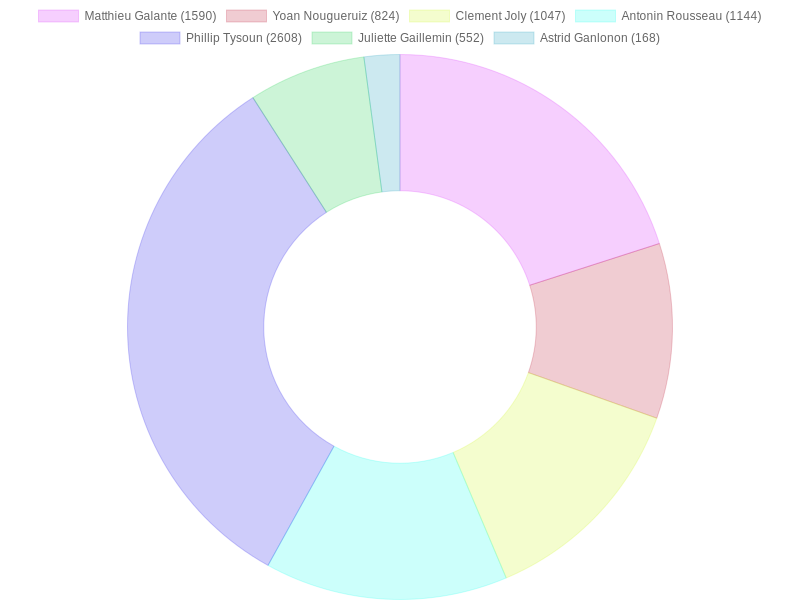 Matthieu Galante (1590) Yoan Nougueruiz (824) Clement Joly (1047) Antonin Rousseau (1144)
Phillip Tysoun (2608) Juliette Gaillemin (552) Astrid Ganlonon (168)